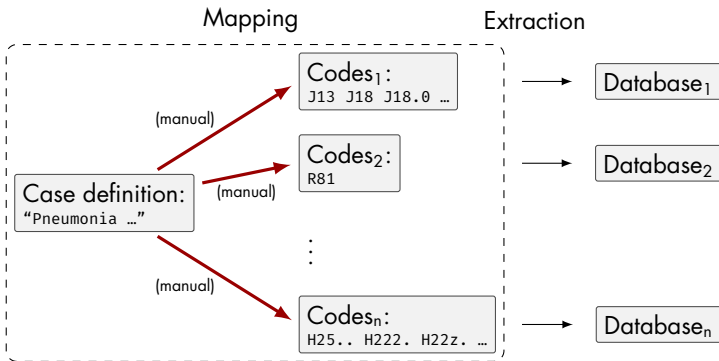 Mapping
Extraction
Codes₁:
J13 J18 J18.0 …
Database₁
(manual)
Codes₂:
R81
Database₂
(manual)
Case definition:
“Pneumonia …”
⋮
(manual)
Codesₙ:
H25.. H222. H22z. …
Databaseₙ